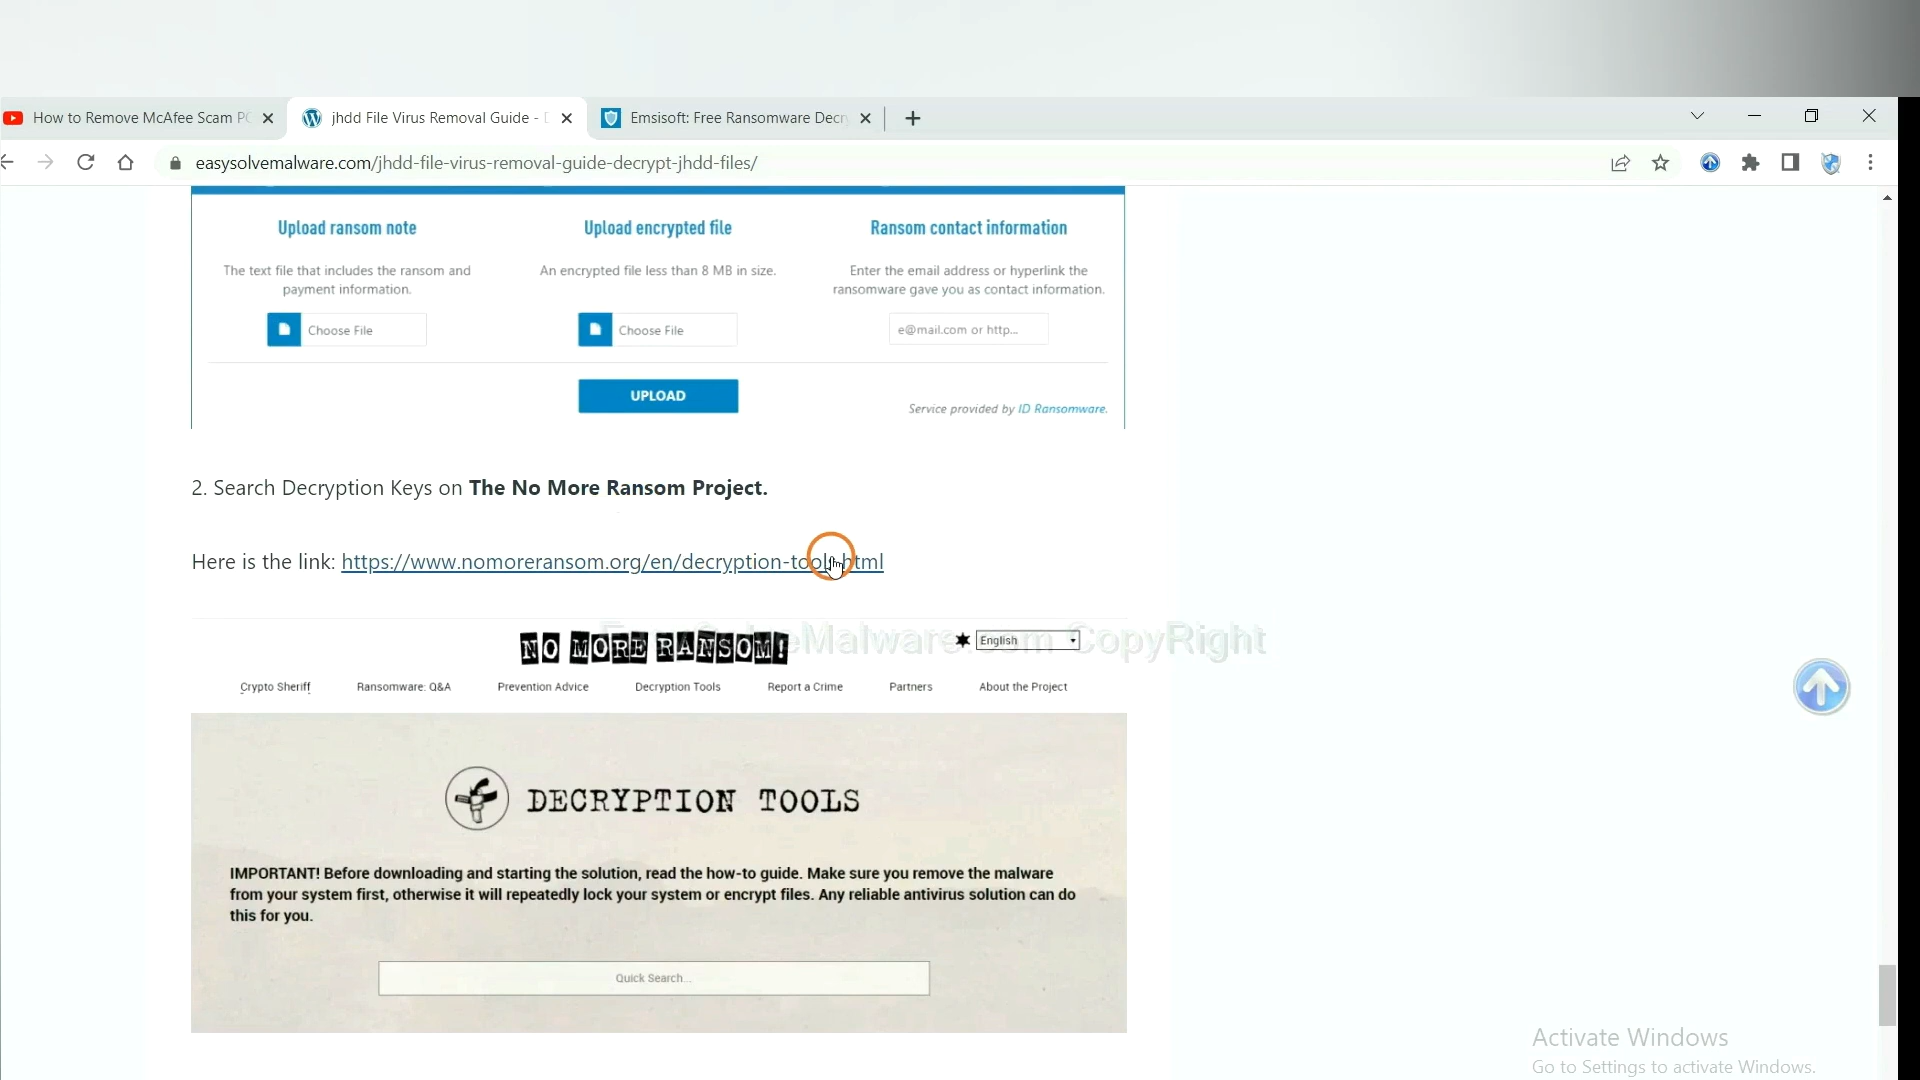 How to Remove McAfee Scam PC
jhdd File Virus Removal Guide - D
Emsisoft: Free Ransomware Decry
easysolvemalware.com/jhdd-file-virus-removal-guide-decrypt-jhdd-files/
Upload ransom note
Upload encrypted file
Ransom contact information
The text file that includes the ransom and
payment information.
An encrypted file less than 8 MB in size.
Enter the email address or hyperlink the
ransomware gave you as contact information.
Choose File
Choose File
e@mail.com or http...
UPLOAD
Service provided by ID Ransomware.
2. Search Decryption Keys on The No More Ransom Project.
Here is the link: https://www.nomoreransom.org/en/decryption-tools.html
NO MORE RANSOM!
English
EasySolveMalware.com CopyRight
Crypto Sheriff
Ransomware: Q&A
Prevention Advice
Decryption Tools
Report a Crime
Partners
About the Project
DECRYPTION TOOLS
IMPORTANT! Before downloading and starting the solution, read the how-to guide. Make sure you remove the malware
from your system first, otherwise it will repeatedly lock your system or encrypt files. Any reliable antivirus solution can do
this for you.
Quick Search...
Activate Windows
Go to Settings to activate Windows.